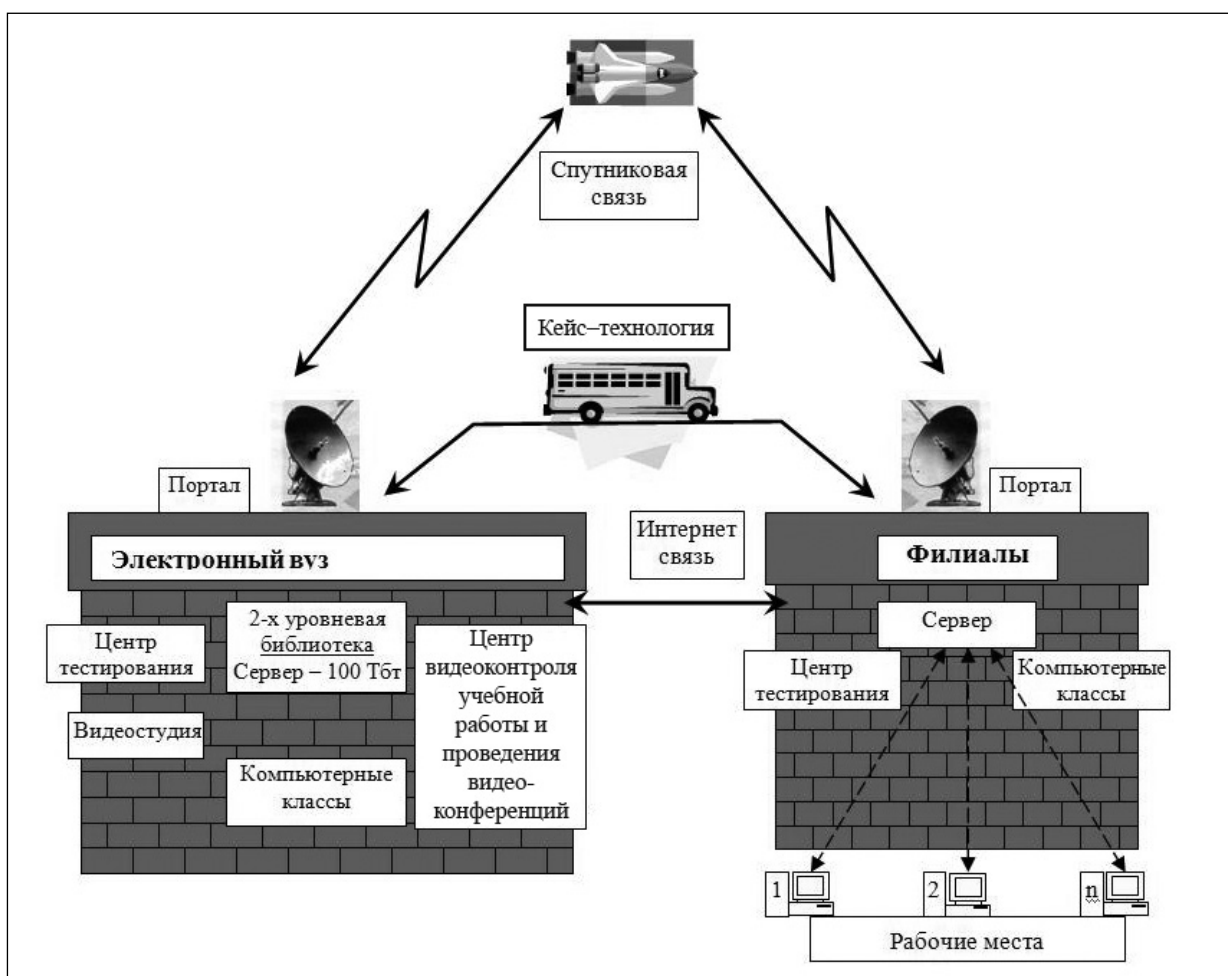 Спутниковая
связь
Кейс–технология
Портал
Портал
Интернет
связь
Электронный вуз
Филиалы
Центр
тестирования
2-х уровневая
библиотека
Сервер – 100 Тбт
Центр
видеоконтроля
учебной
работы и
проведения
видео-
конференций
Видеостудия
Компьютерные
классы
Сервер
Центр
тестирования
Компьютерные
классы
1
2
n
Рабочие места